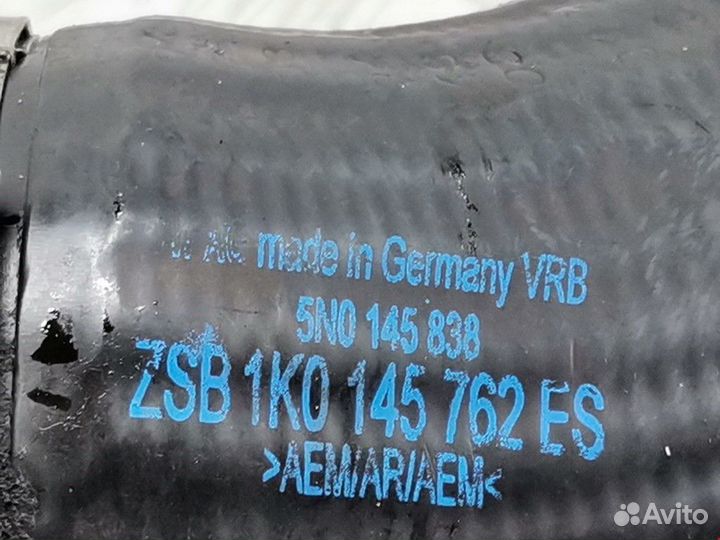 made in Germany VRB
5N0 145 838
ZSB 1K0 145 762 ES
>AEM/AR/AEM<
Avito